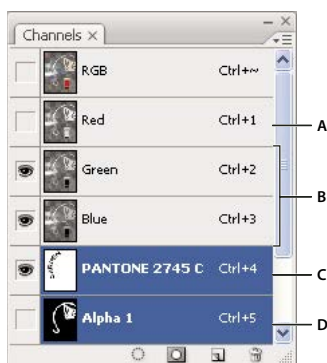 Channels ×
RGB Ctrl+~
Red Ctrl+1
A
Green Ctrl+2
B
Blue Ctrl+3
PANTONE 2745 C Ctrl+4
C
Alpha 1 Ctrl+5
D